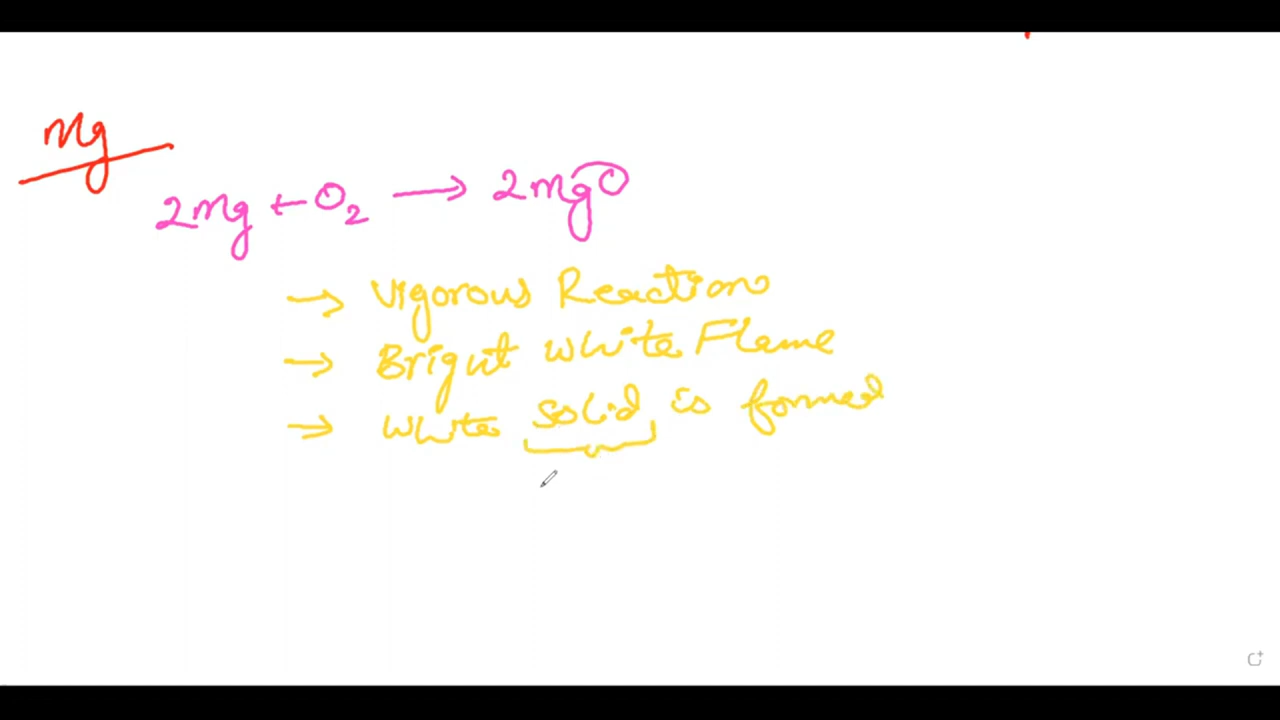 Mg
2Mg + O₂ → 2MgO
→ Vigorous Reaction
→ Bright White Flame
→ White Solid is formed